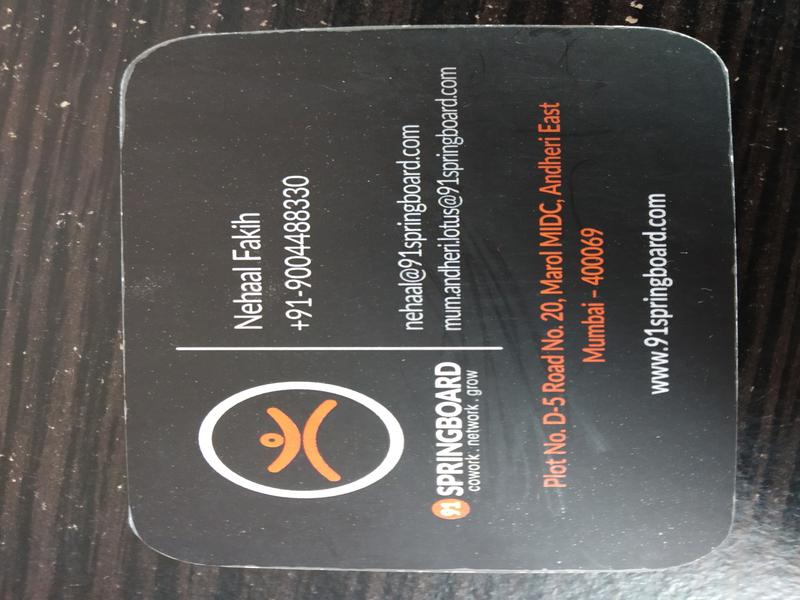 Nehaal Fakih
+91-9004488330
nehaal@91springboard.com
mum.andheri.lotus@91springboard.com
91 SPRINGBOARD
cowork . network . grow
Plot No. D-5 Road No. 20, Marol MIDC, Andheri East
Mumbai - 400069
www.91springboard.com